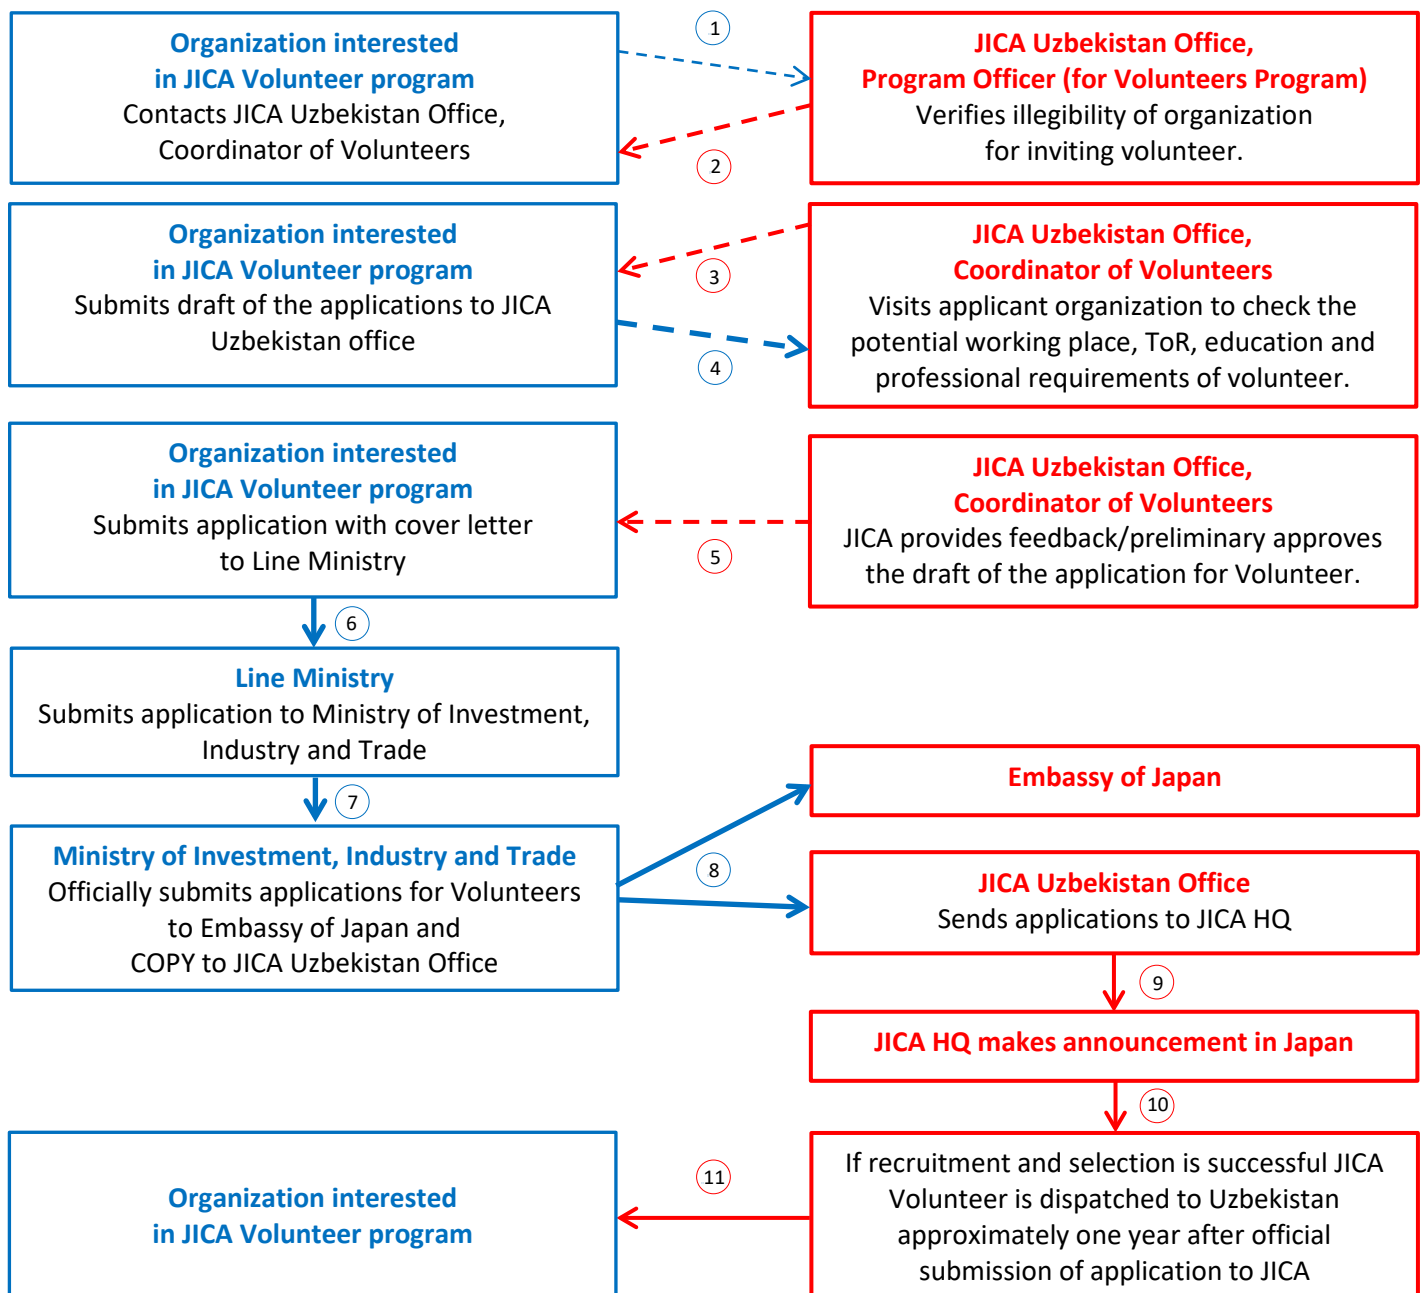 Organization interested
in JICA Volunteer program
Contacts JICA Uzbekistan Office,
Coordinator of Volunteers
1
2
JICA Uzbekistan Office,
Program Officer (for Volunteers Program)
Verifies illegibility of organization
for inviting volunteer.
Organization interested
in JICA Volunteer program
Submits draft of the applications to JICA
Uzbekistan office
3
4
JICA Uzbekistan Office,
Coordinator of Volunteers
Visits applicant organization to check the
potential working place, ToR, education and
professional requirements of volunteer.
Organization interested
in JICA Volunteer program
Submits application with cover letter
to Line Ministry
5
JICA Uzbekistan Office,
Coordinator of Volunteers
JICA provides feedback/preliminary approves
the draft of the application for Volunteer.
6
Line Ministry
Submits application to Ministry of Investment,
Industry and Trade
7
Ministry of Investment, Industry and Trade
Officially submits applications for Volunteers
to Embassy of Japan and
COPY to JICA Uzbekistan Office
8
Embassy of Japan
JICA Uzbekistan Office
Sends applications to JICA HQ
9
JICA HQ makes announcement in Japan
10
If recruitment and selection is successful JICA
Volunteer is dispatched to Uzbekistan
approximately one year after official
submission of application to JICA
11
Organization interested
in JICA Volunteer program